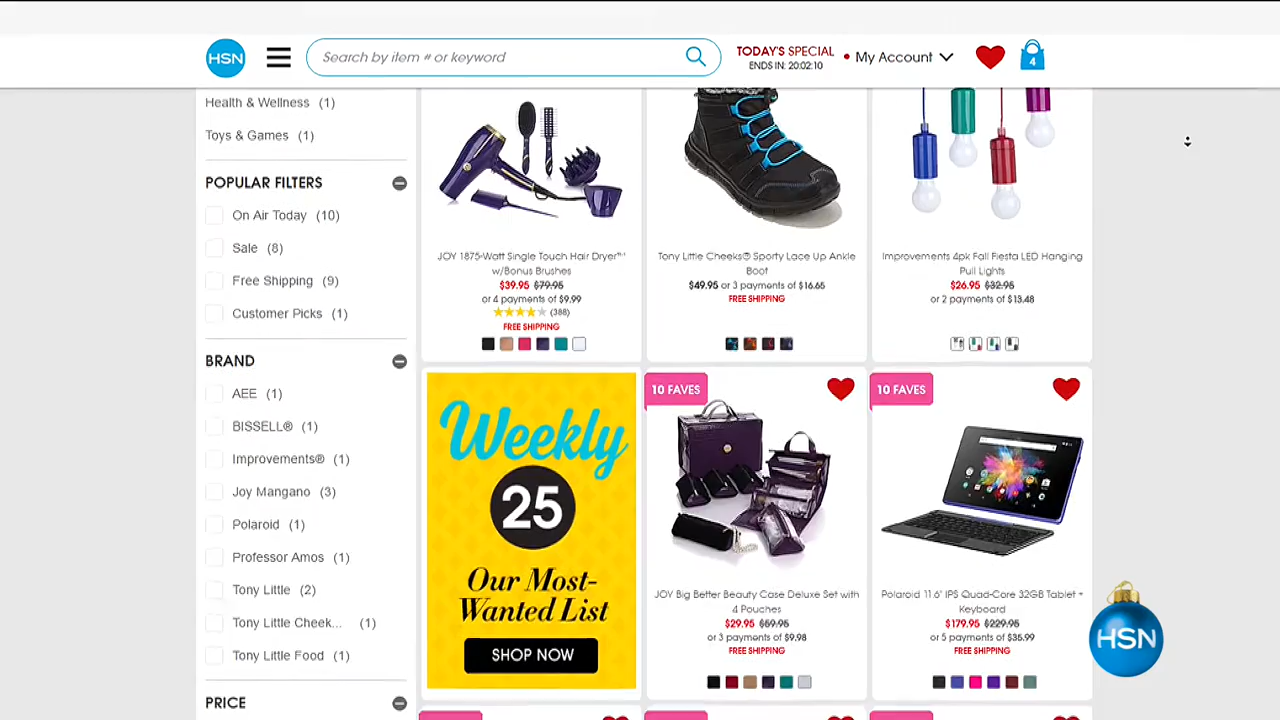 HSN
Search by item # or keyword
TODAY'S SPECIAL
ENDS IN: 20:02:10
My Account
4
Health & Wellness (1)
Toys & Games (1)
POPULAR FILTERS
On Air Today (10)
Sale (8)
Free Shipping (9)
Customer Picks (1)
BRAND
AEE (1)
BISSELL® (1)
Improvements® (1)
Joy Mangano (3)
Polaroid (1)
Professor Amos (1)
Tony Little (2)
Tony Little Cheek... (1)
Tony Little Food (1)
PRICE
JOY 1875-Watt Single Touch Hair Dryer™
w/Bonus Brushes
$39.95 $79.95
or 4 payments of $9.99
(388)
FREE SHIPPING
Tony Little Cheeks® Sporty Lace Up Ankle
Boot
$49.95 or 3 payments of $16.65
FREE SHIPPING
Improvements 4pk Fall Fiesta LED Hanging
Pull Lights
$26.95 $32.95
or 2 payments of $13.48
Weekly
25
Our Most-
Wanted List
SHOP NOW
10 FAVES
JOY Big Better Beauty Case Deluxe Set with
4 Pouches
$29.95 $59.95
or 3 payments of $9.98
FREE SHIPPING
10 FAVES
Polaroid 11.6" IPS Quad-Core 32GB Tablet +
Keyboard
$179.95 $229.95
or 5 payments of $35.99
FREE SHIPPING
HSN